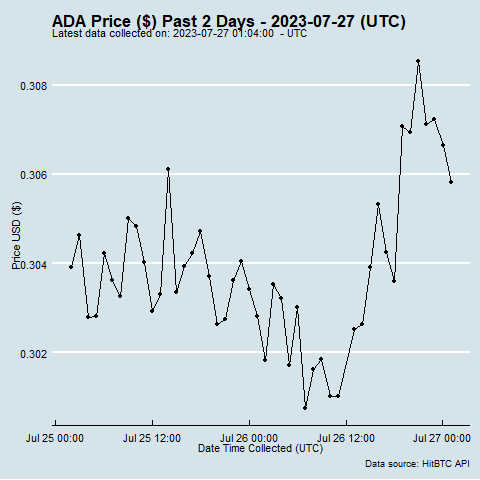 ADA Price ($) Past 2 Days - 2023-07-27 (UTC)
Latest data collected on: 2023-07-27 01:04:00 - UTC
0.308
0.306
0.304
0.302
Price USD ($)
Jul 25 00:00 Jul 25 12:00 Jul 26 00:00 Jul 26 12:00 Jul 27 00:00
Date Time Collected (UTC)
Data source: HitBTC API